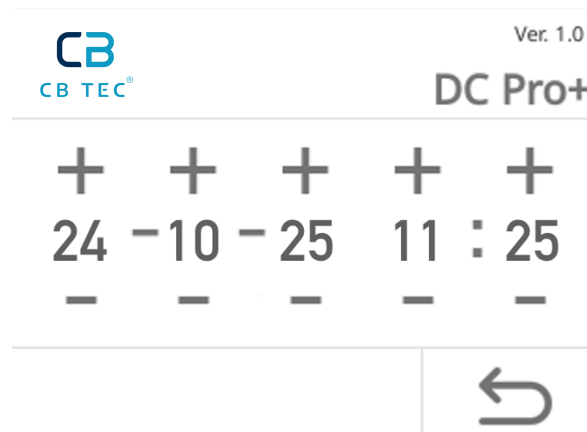 CB
CB TEC®
Ver. 1.0
DC Pro+
+ + + + +
24 - 10 - 25 11 : 25
- - - - -